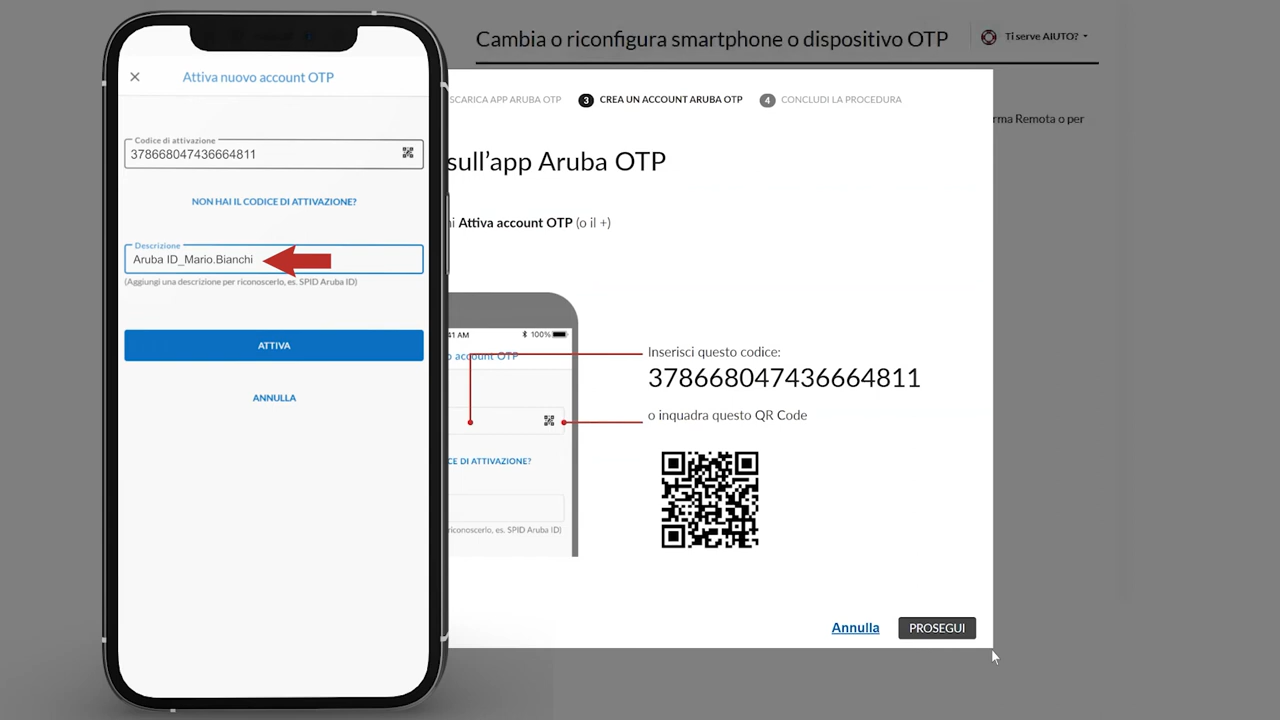 Attiva nuovo account OTP
Codice di attivazione
378668047436664811
NON HAI IL CODICE DI ATTIVAZIONE?
Descrizione
Aruba ID_Mario.Bianchi
(Aggiungi una descrizione per riconoscerlo, es. SPID Aruba ID)
ATTIVA
ANNULLA
Cambia o riconfigura smartphone o dispositivo OTP
Ti serve AIUTO?
SCARICA APP ARUBA OTP
3 CREA UN ACCOUNT ARUBA OTP
4 CONCLUDI LA PROCEDURA
rma Remota o per
sull'app Aruba OTP
Attiva account OTP (o il +)
41 AM
100%
account OTP
CE DI ATTIVAZIONE?
riconoscerlo, es. SPID Aruba ID)
Inserisci questo codice:
378668047436664811
o inquadra questo QR Code
Annulla
PROSEGUI